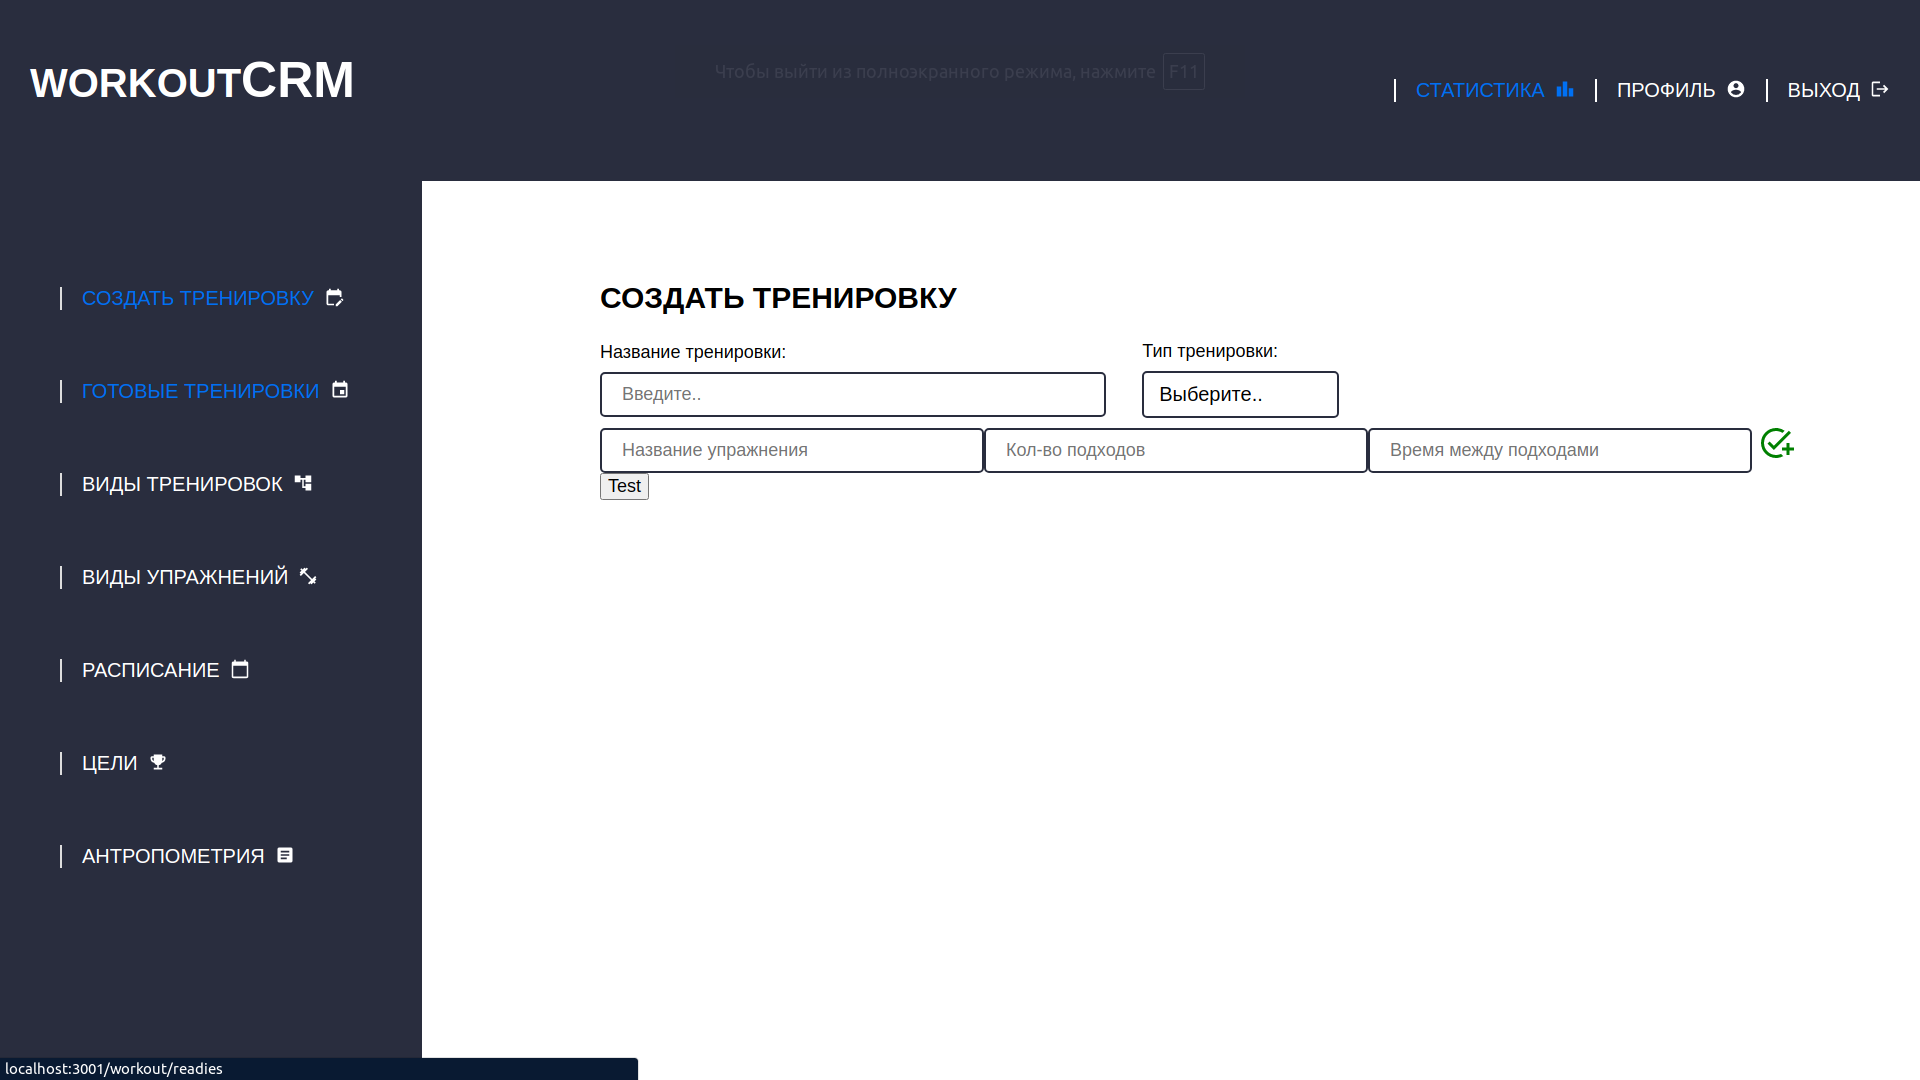 WORKOUTCRM
Чтобы выйти из полноэкранного режима, нажмите F11
СТАТИСТИКА
ПРОФИЛЬ
ВЫХОД
СОЗДАТЬ ТРЕНИРОВКУ
ГОТОВЫЕ ТРЕНИРОВКИ
ВИДЫ ТРЕНИРОВОК
ВИДЫ УПРАЖНЕНИЙ
РАСПИСАНИЕ
ЦЕЛИ
АНТРОПОМЕТРИЯ
СОЗДАТЬ ТРЕНИРОВКУ
Название тренировки:
Тип тренировки:
Введите..
Выберите..
Название упражнения
Кол-во подходов
Время между подходами
Test
localhost:3001/workout/readies